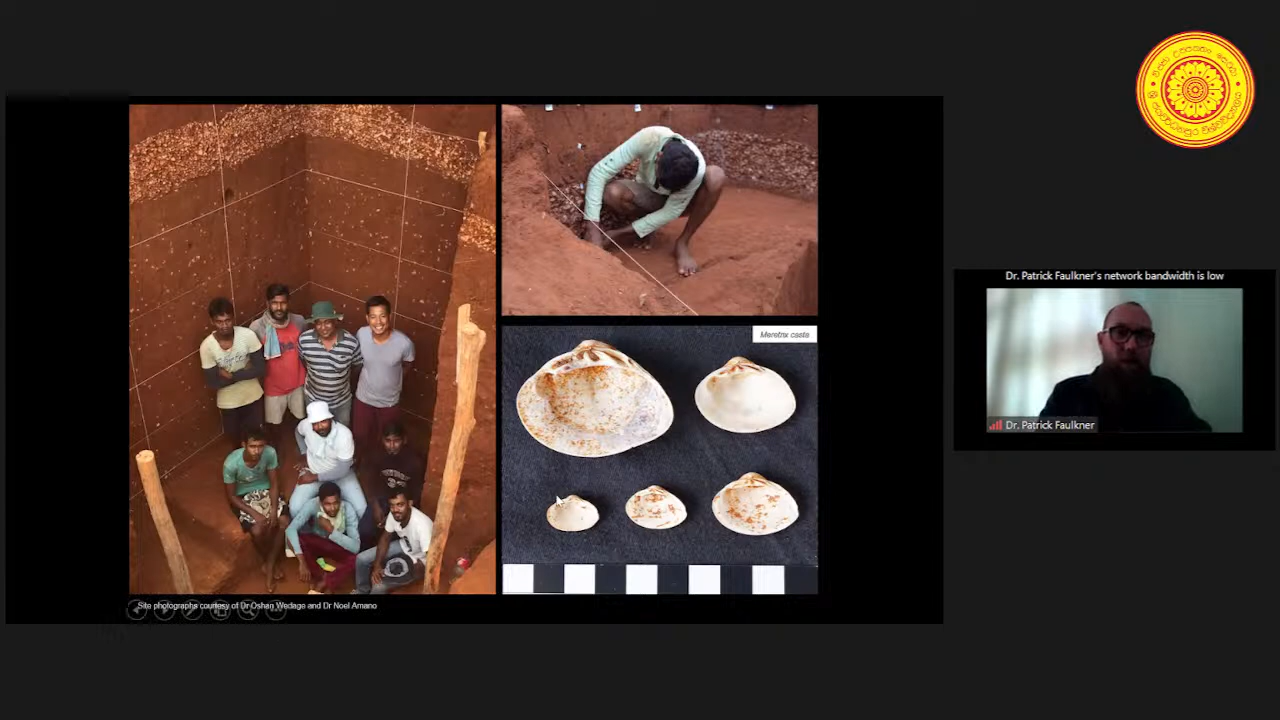 Meretrix casta
Site photographs courtesy of Dr Oshan Wedage and Dr Noel Amano
Dr. Patrick Faulkner's network bandwidth is low
Dr. Patrick Faulkner